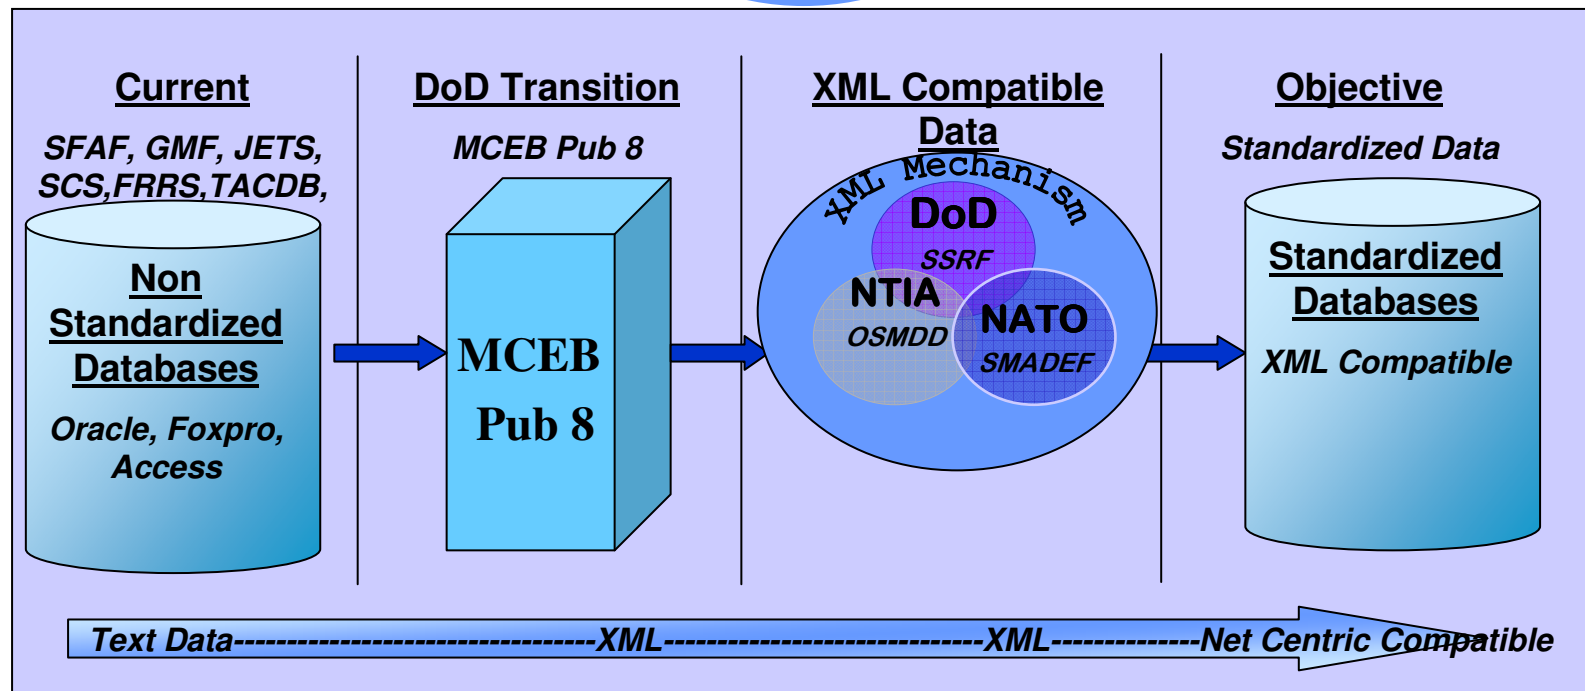 Current
SFAF, GMF, JETS,
SCS,FRRS,TACDB,
Non
Standardized
Databases
Oracle, Foxpro,
Access
DoD Transition
MCEB Pub 8
MCEB
Pub 8
XML Compatible
Data
XML Mechanism
DoD
SSRF
NTIA
OSMDD
NATO
SMADEF
Objective
Standardized Data
Standardized
Databases
XML Compatible
Text Data----------------------------------XML------------------------------XML--------------Net Centric Compatible